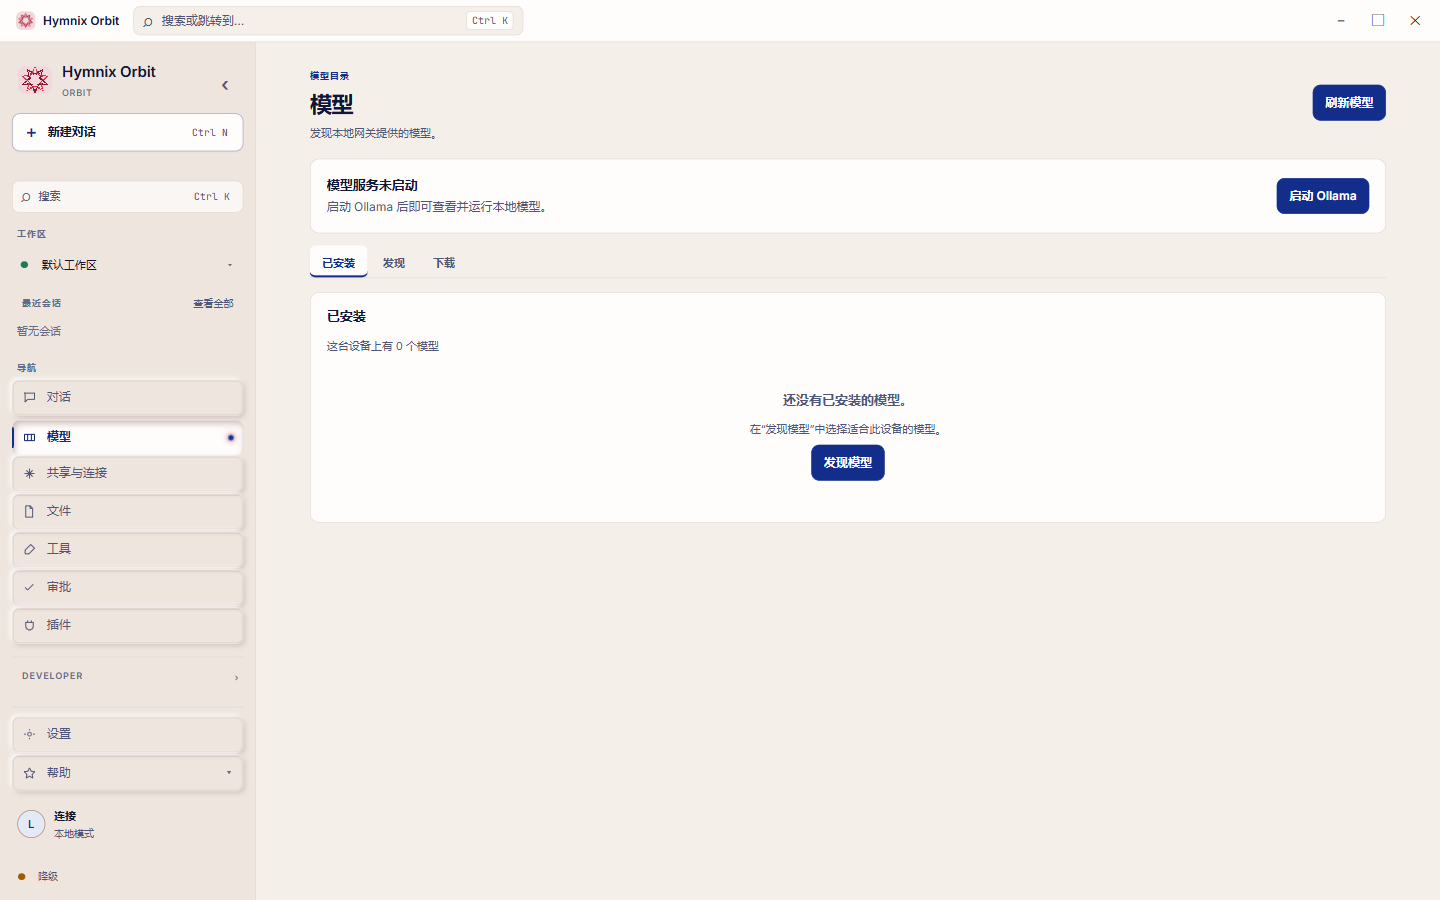 Hymnix Orbit
搜索或跳转到...
Ctrl K
Hymnix Orbit
ORBIT
新建对话
Ctrl N
搜索
Ctrl K
工作区
默认工作区
最近会话
查看全部
暂无会话
导航
对话
模型
共享与连接
文件
工具
审批
插件
DEVELOPER
设置
帮助
L
连接
本地模式
降级
模型目录
模型
发现本地网关提供的模型。
刷新模型
模型服务未启动
启动 Ollama 后即可查看并运行本地模型。
启动 Ollama
已安装
发现
下载
已安装
这台设备上有 0 个模型
还没有已安装的模型。
在“发现模型”中选择适合此设备的模型。
发现模型